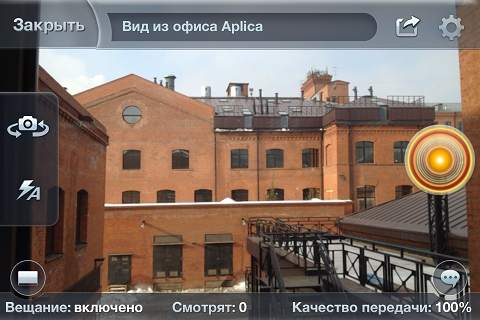 Закрыть
Вид из офиса Aplica
A
Вещание: включено
Смотрят: 0
Качество передачи: 100%